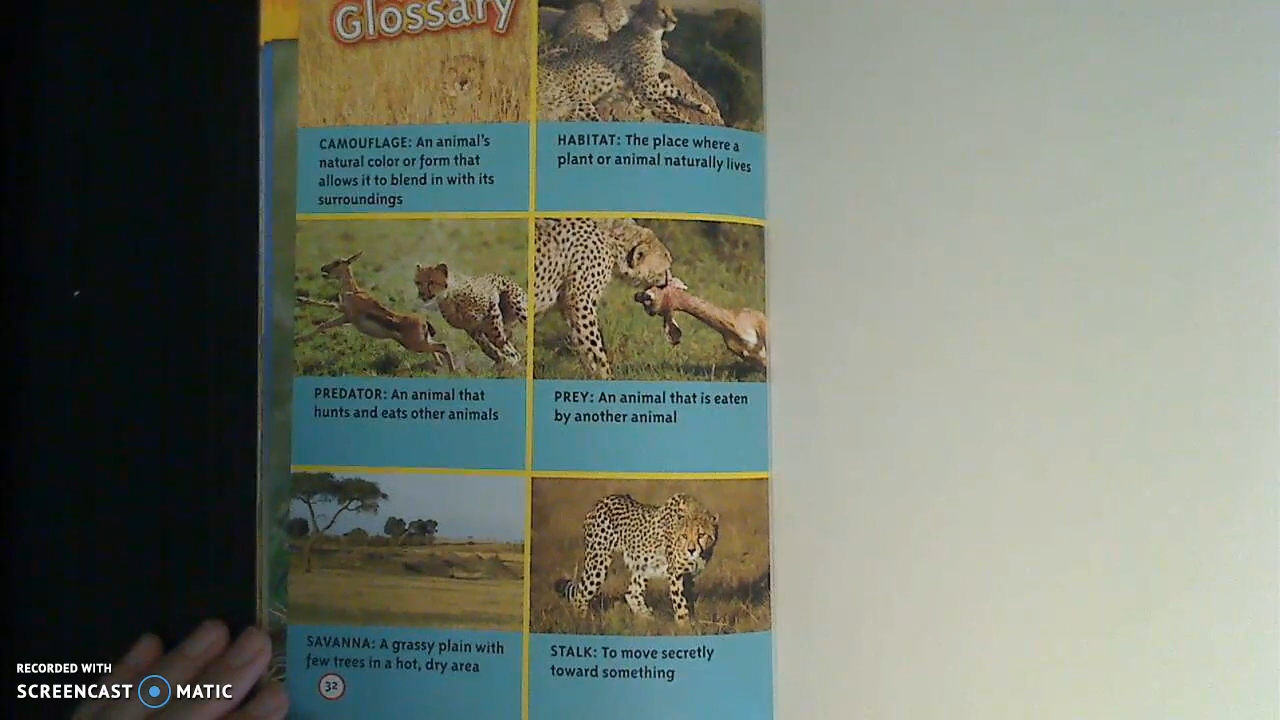 Glossary
CAMOUFLAGE: An animal's
natural color or form that
allows it to blend in with its
surroundings
HABITAT: The place where a
plant or animal naturally lives
PREDATOR: An animal that
hunts and eats other animals
PREY: An animal that is eaten
by another animal
SAVANNA: A grassy plain with
few trees in a hot, dry area
32
STALK: To move secretly
toward something
RECORDED WITH
SCREENCAST MATIC